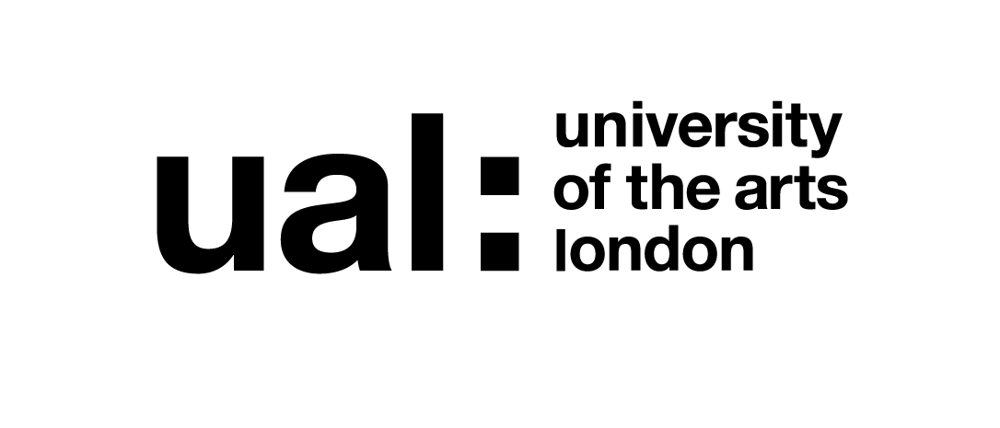 ual:
university
of the arts
london